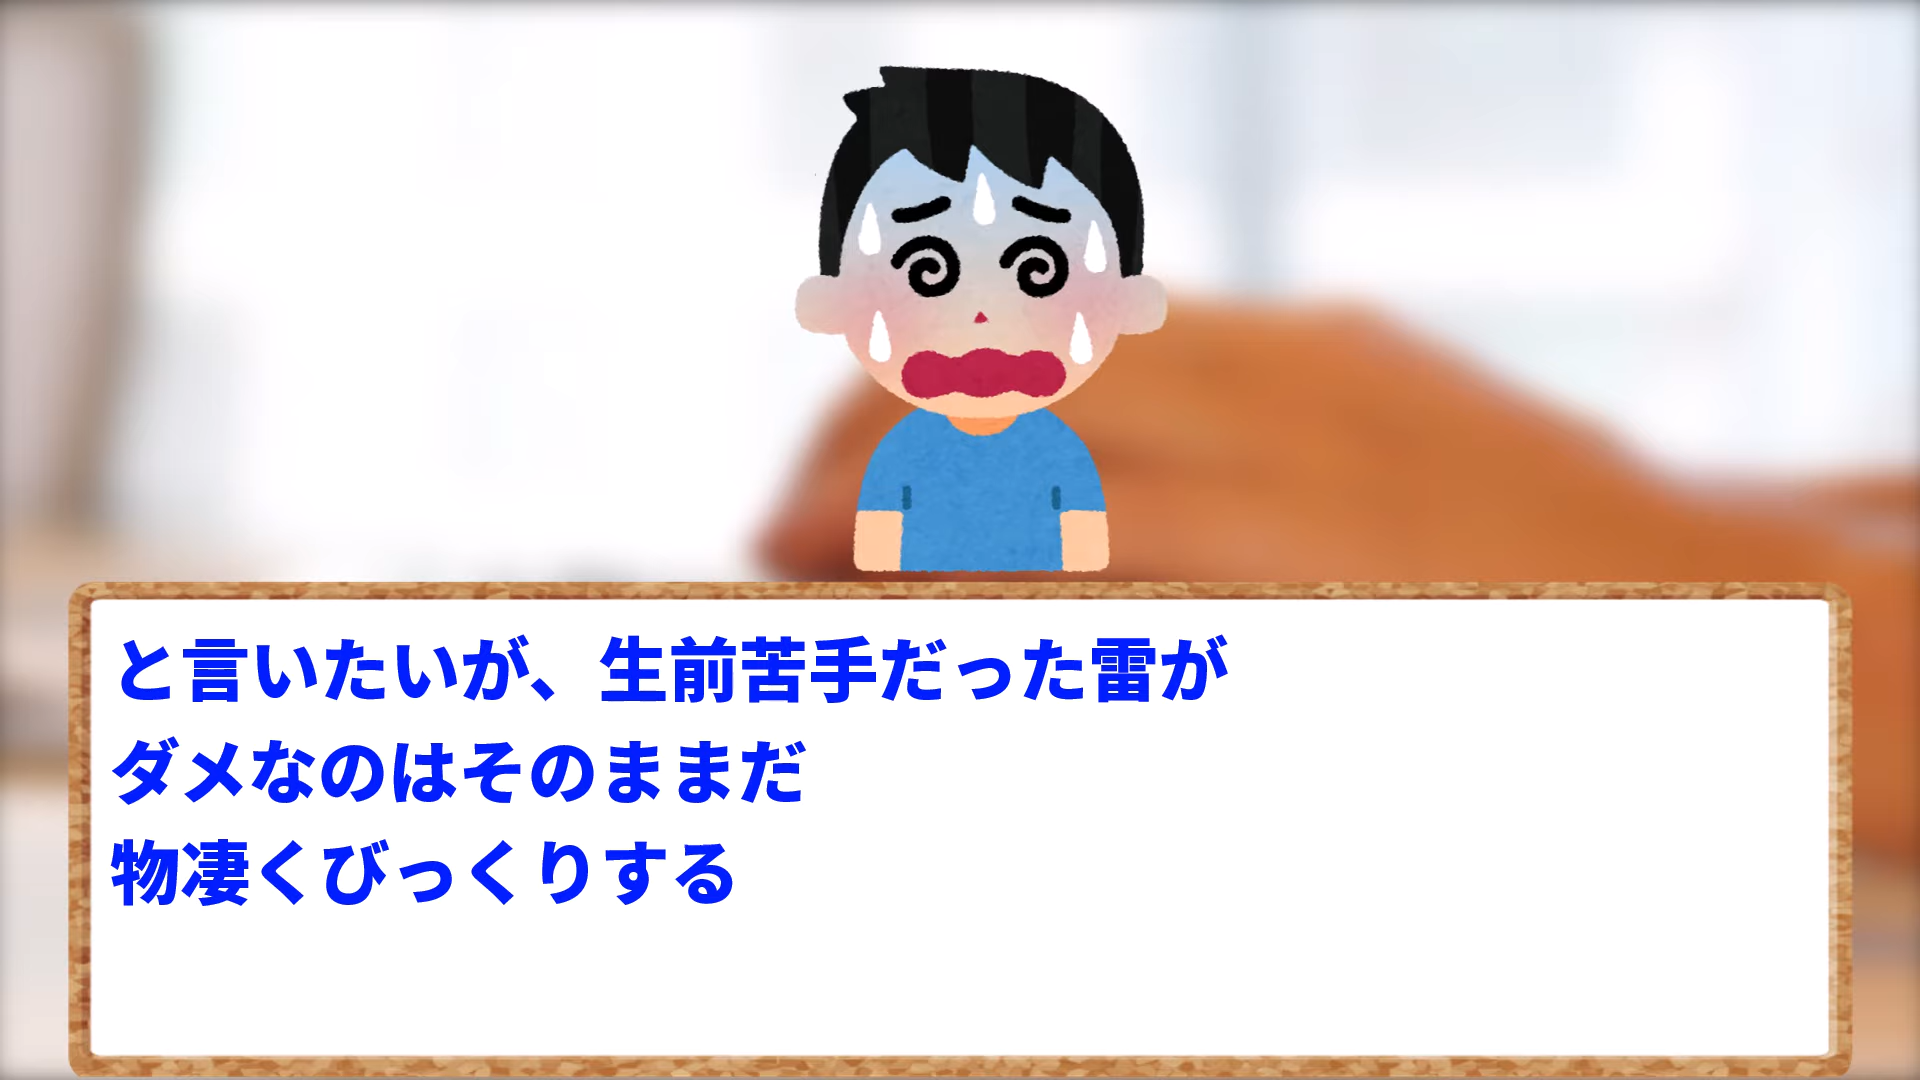 と言いたいが、生前苦手だった雷が
ダメなのはそのままだ
物凄くびっくりする